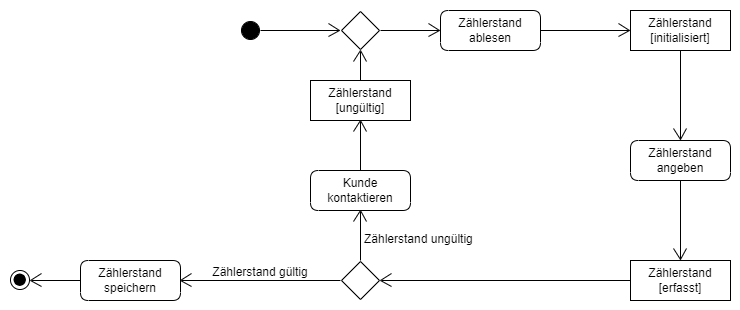 Zählerstand
ablesen
Zählerstand
[initialisiert]
Zählerstand
[ungültig]
Zählerstand
angeben
Kunde
kontaktieren
Zählerstand ungültig
Zählerstand
speichern
Zählerstand gültig
Zählerstand
[erfasst]